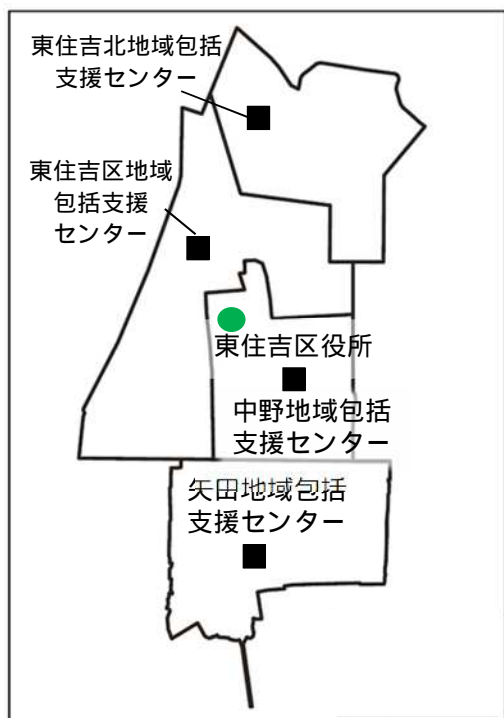 東住吉北地域包括
支援センター
東住吉区地域
包括支援
センター
東住吉区役所
中野地域包括
支援センター
矢田地域包括
支援センター